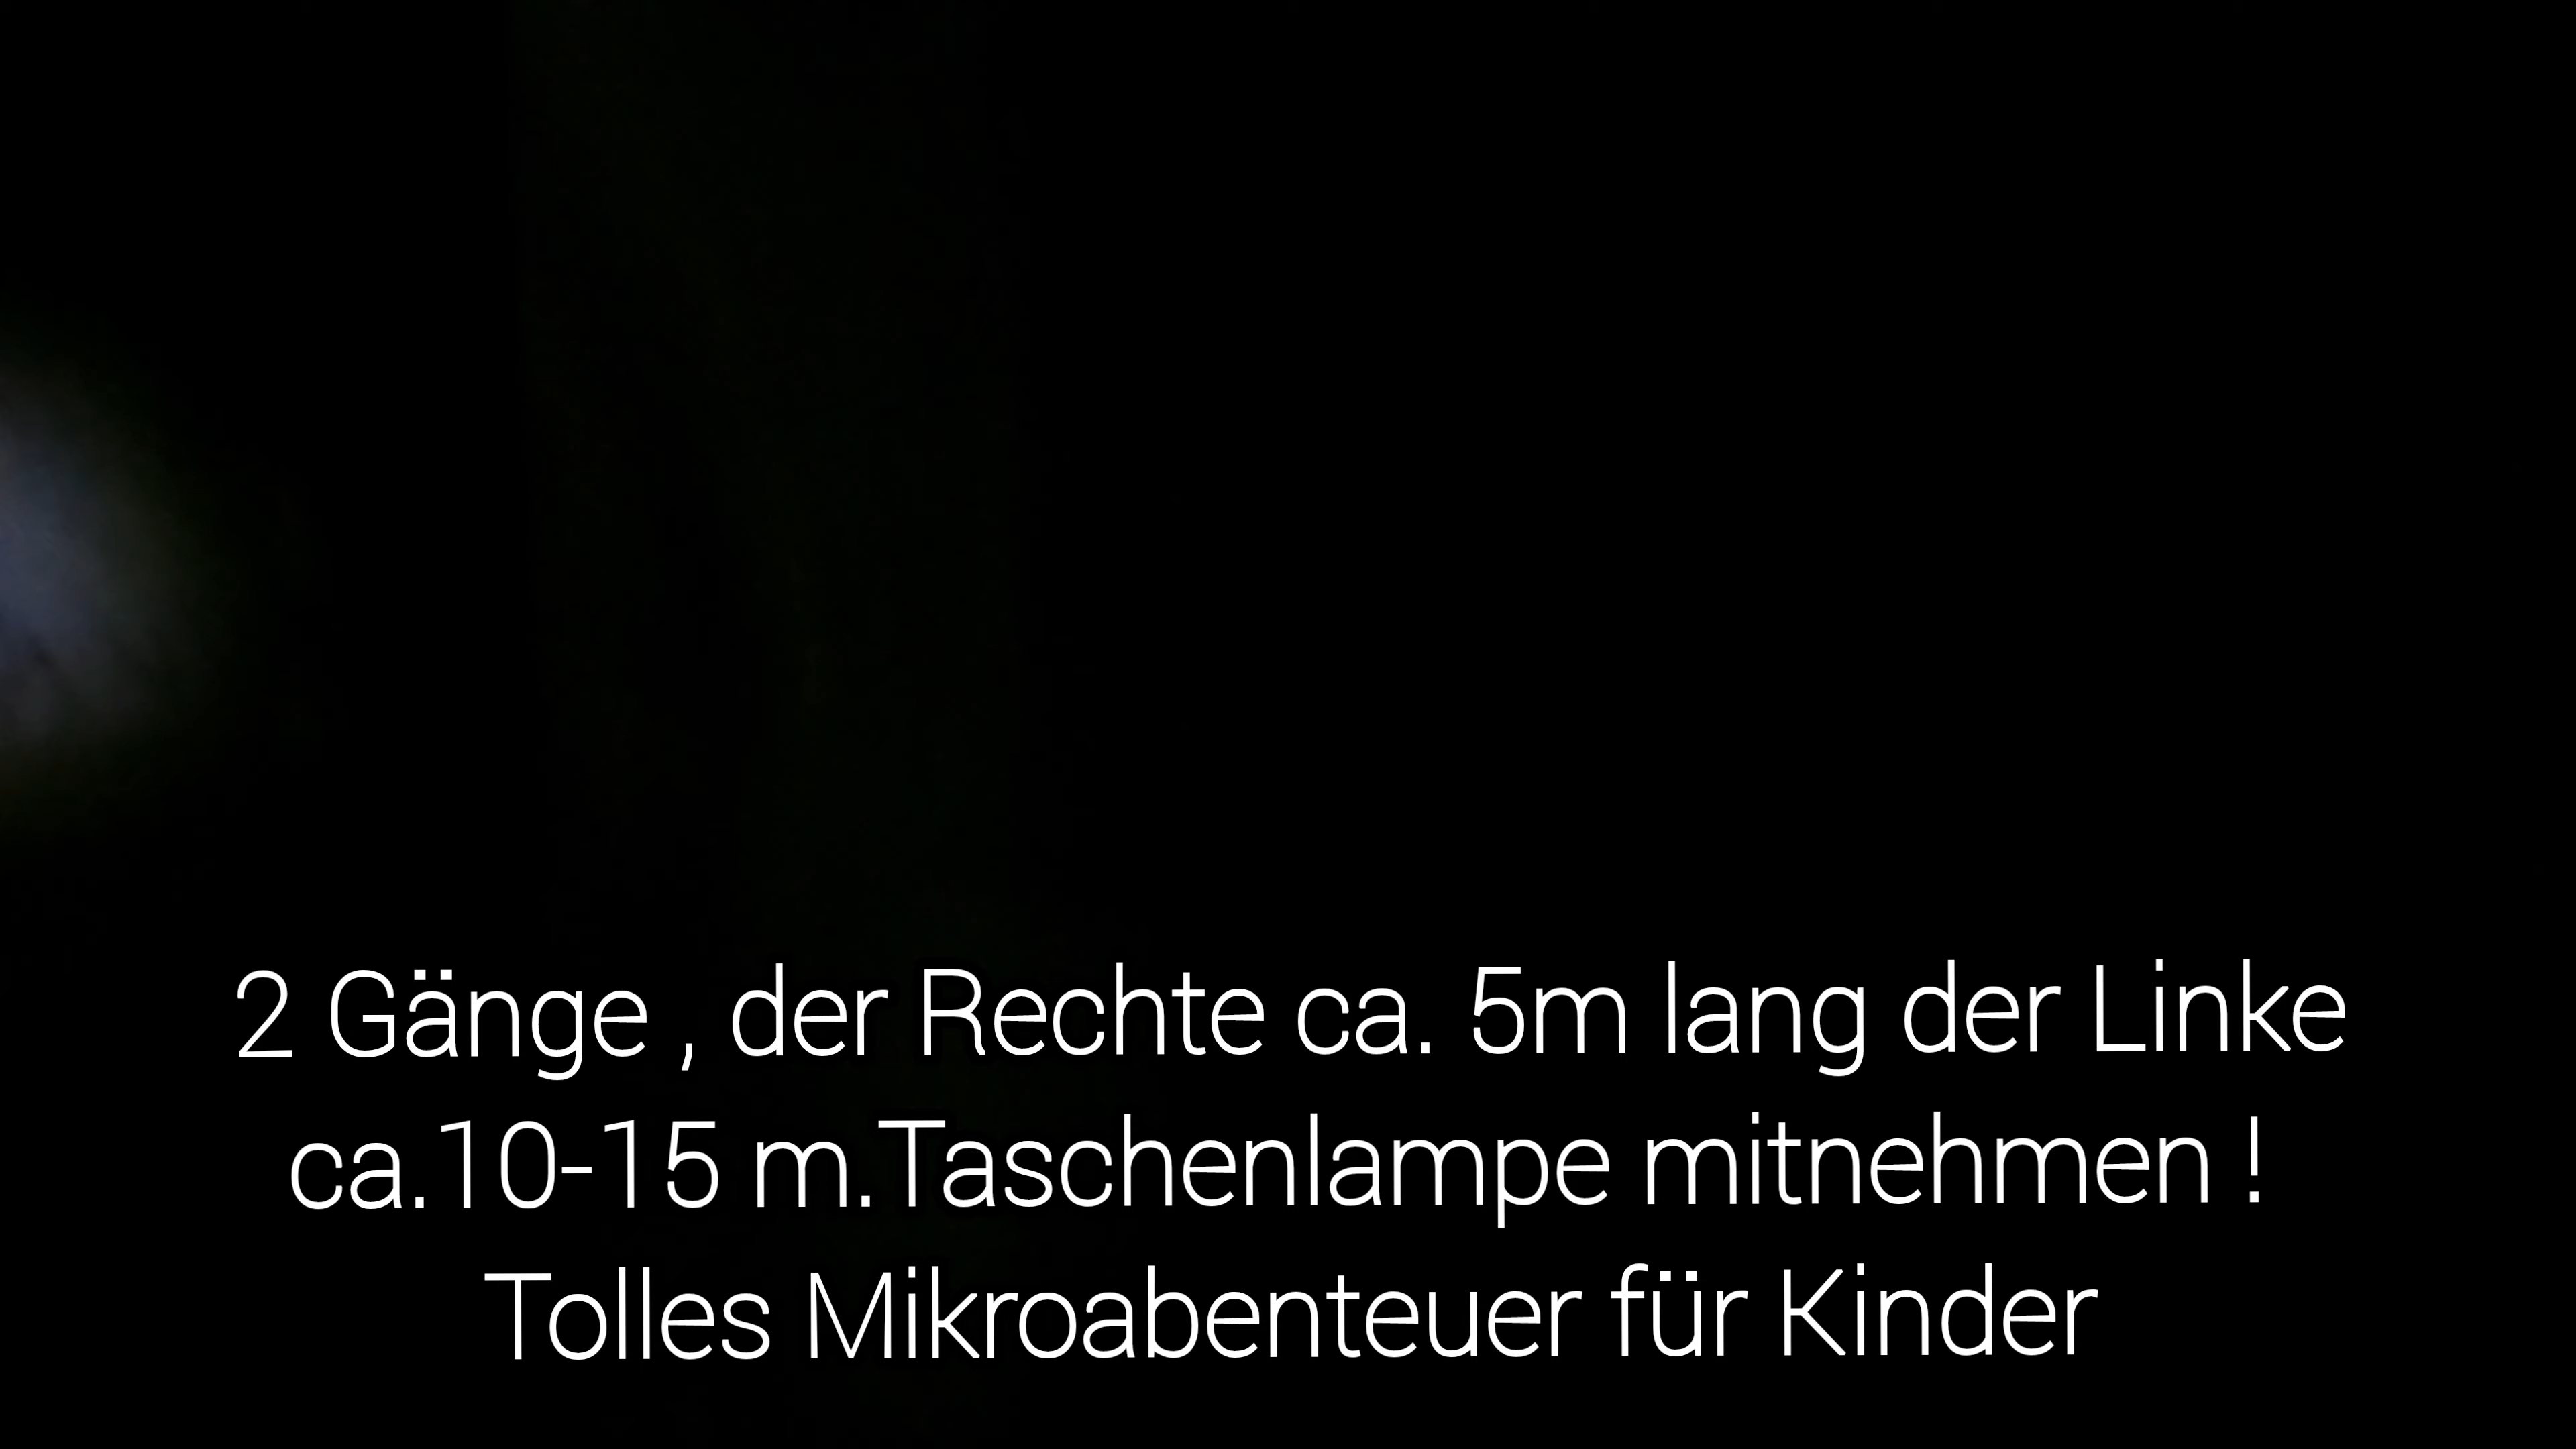 2 Gänge , der Rechte ca. 5m lang der Linke
ca.10-15 m.Taschenlampe mitnehmen !
Tolles Mikroabenteuer für Kinder